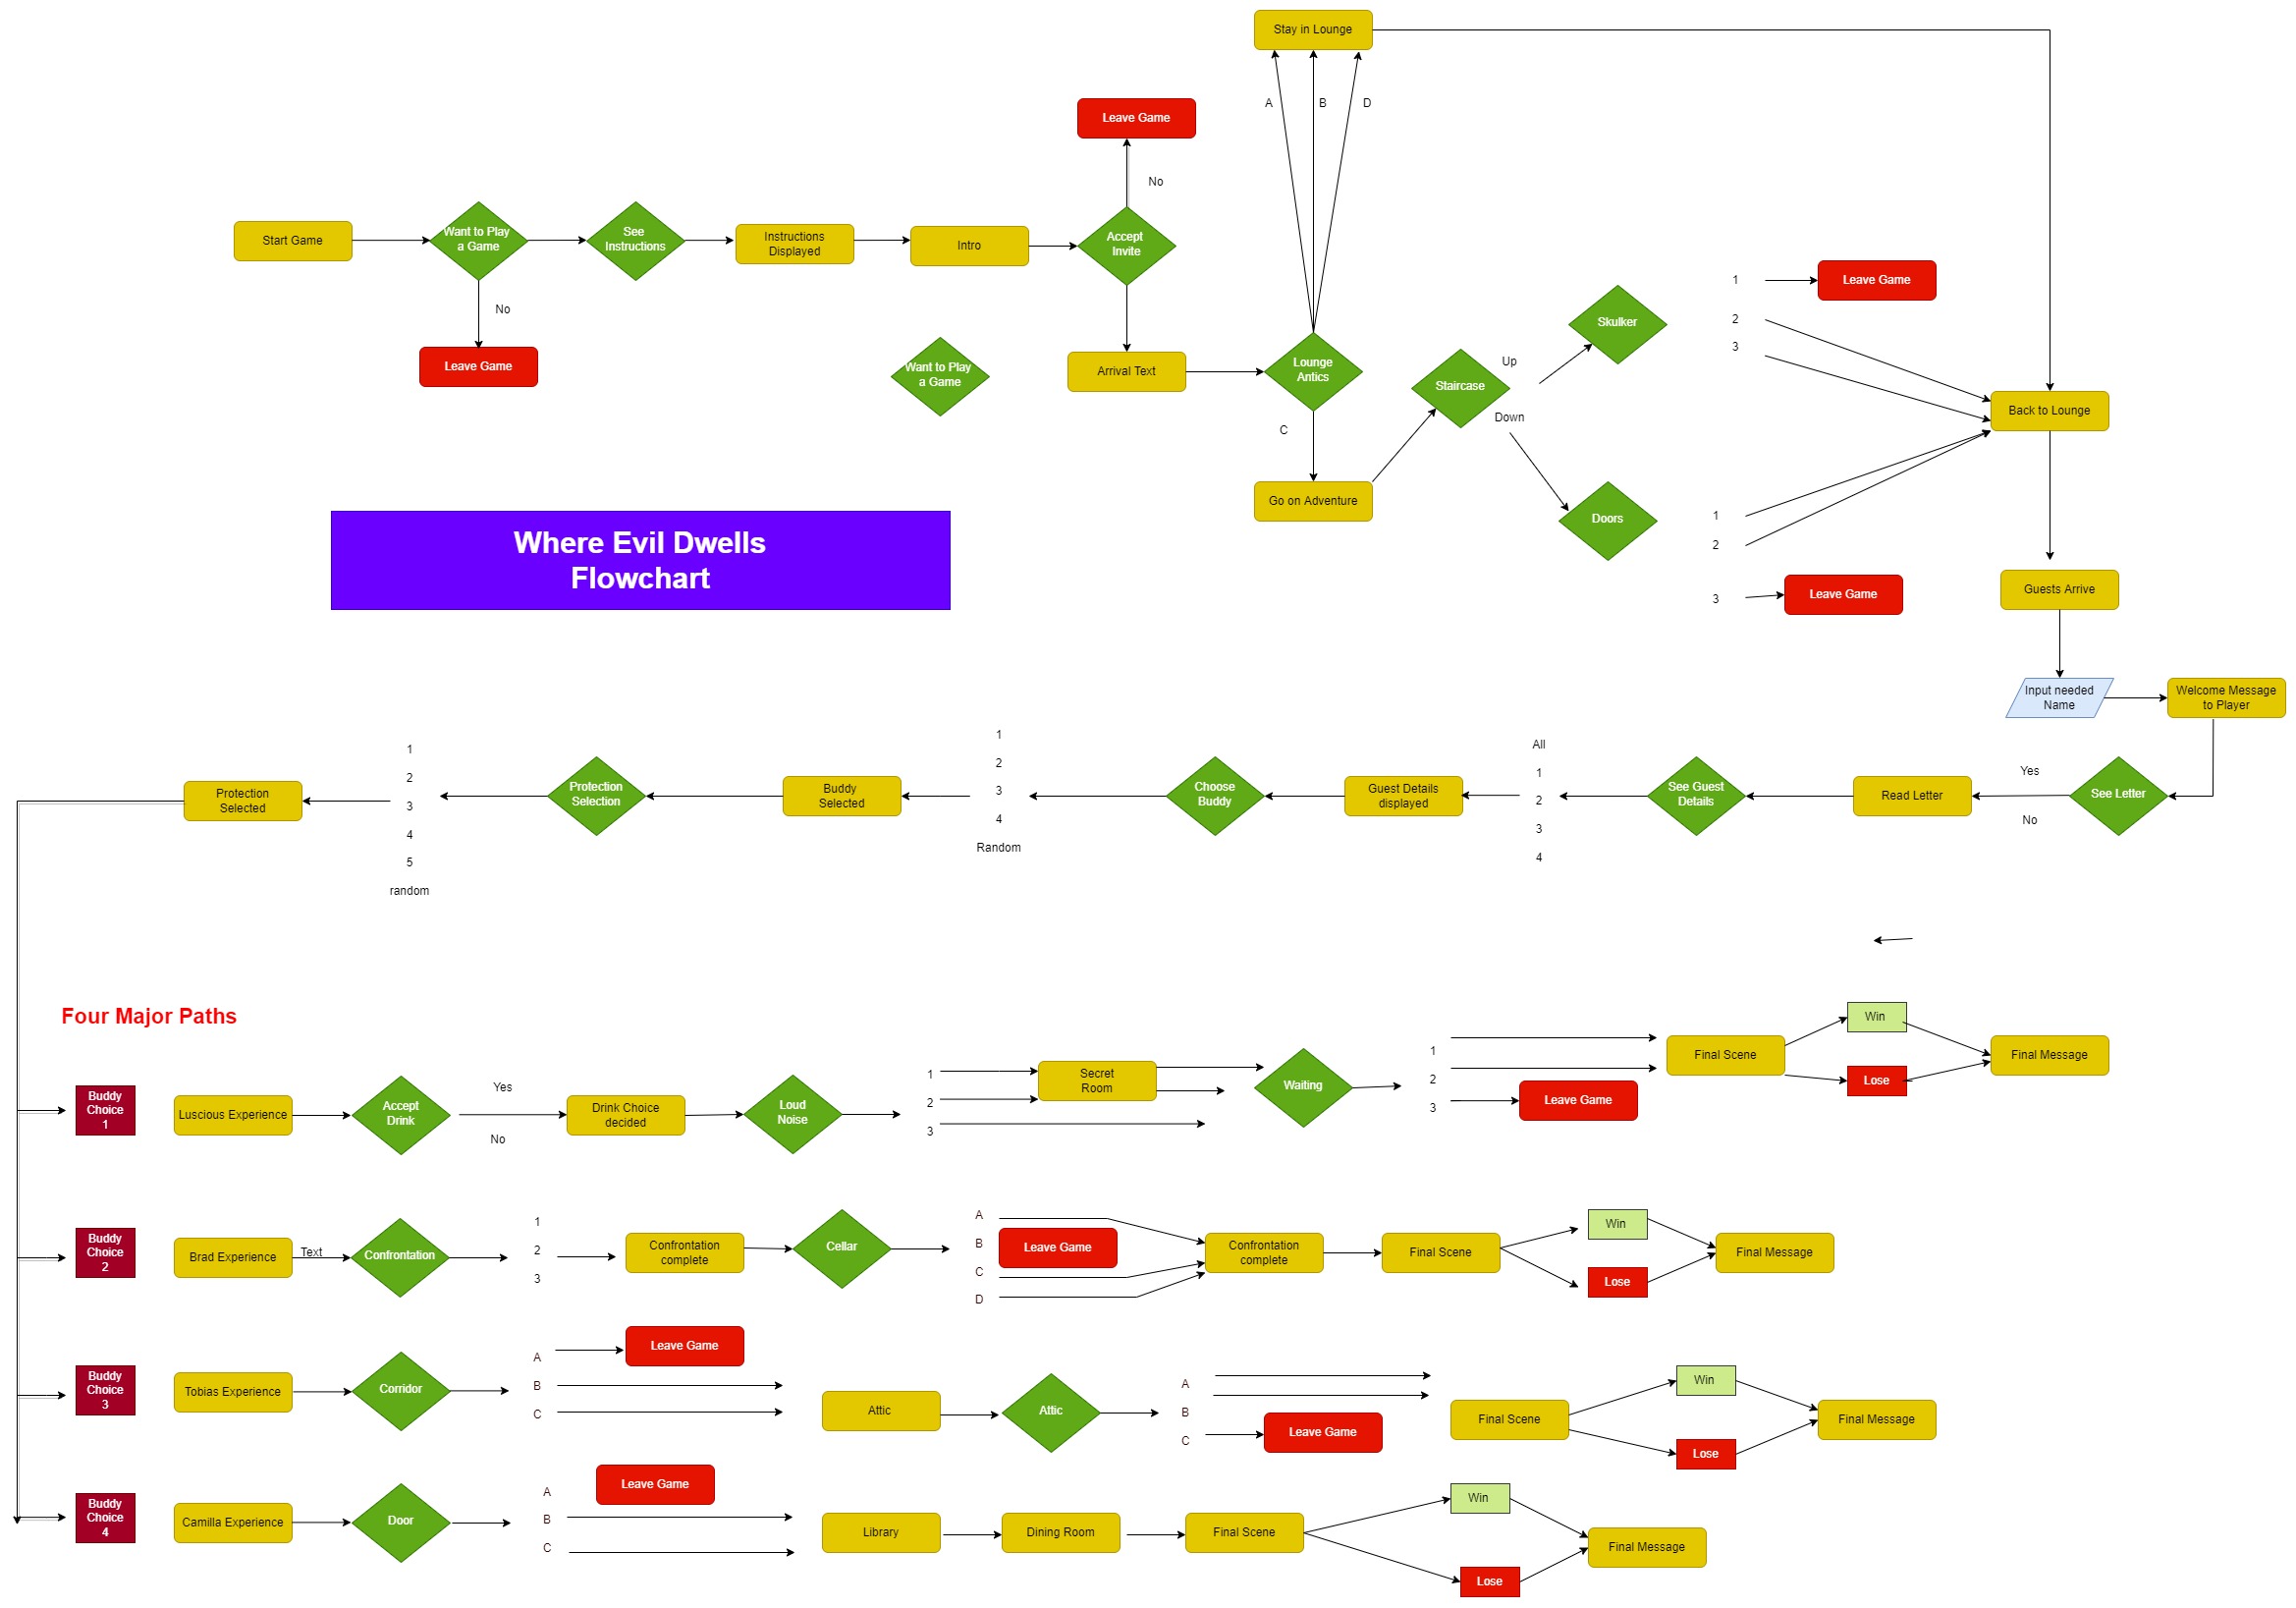 Stay in Lounge
A
B
D
Leave Game
No
Start Game
Want to Play
a Game
See
Instructions
Instructions
Displayed
Intro
Accept
Invite
No
Leave Game
Want to Play
a Game
Arrival Text
Lounge
Antics
C
Go on Adventure
Staircase
Up
Down
Skulker
Doors
1
2
3
Leave Game
1
2
3
Leave Game
Back to Lounge
Guests Arrive
Where Evil Dwells
Flowchart
Input needed
Name
Welcome Message
to Player
See Letter
Yes
No
Read Letter
See Guest
Details
All
1
2
3
4
Guest Details
displayed
Choose
Buddy
1
2
3
4
Random
Buddy
Selected
Protection
Selection
1
2
3
4
5
random
Protection
Selected
Four Major Paths
Buddy
Choice
1
Luscious Experience
Accept
Drink
Yes
No
Drink Choice
decided
Loud
Noise
1
2
3
Secret
Room
Waiting
1
2
3
Leave Game
Final Scene
Win
Lose
Final Message
Buddy
Choice
2
Brad Experience
Text
Confrontation
1
2
3
Confrontation
complete
Cellar
A
B
C
D
Leave Game
Confrontation
complete
Final Scene
Win
Lose
Final Message
Buddy
Choice
3
Tobias Experience
Corridor
A
B
C
Leave Game
Attic
Attic
A
B
C
Leave Game
Final Scene
Win
Lose
Final Message
Buddy
Choice
4
Camilla Experience
Door
A
B
C
Leave Game
Library
Dining Room
Final Scene
Win
Lose
Final Message